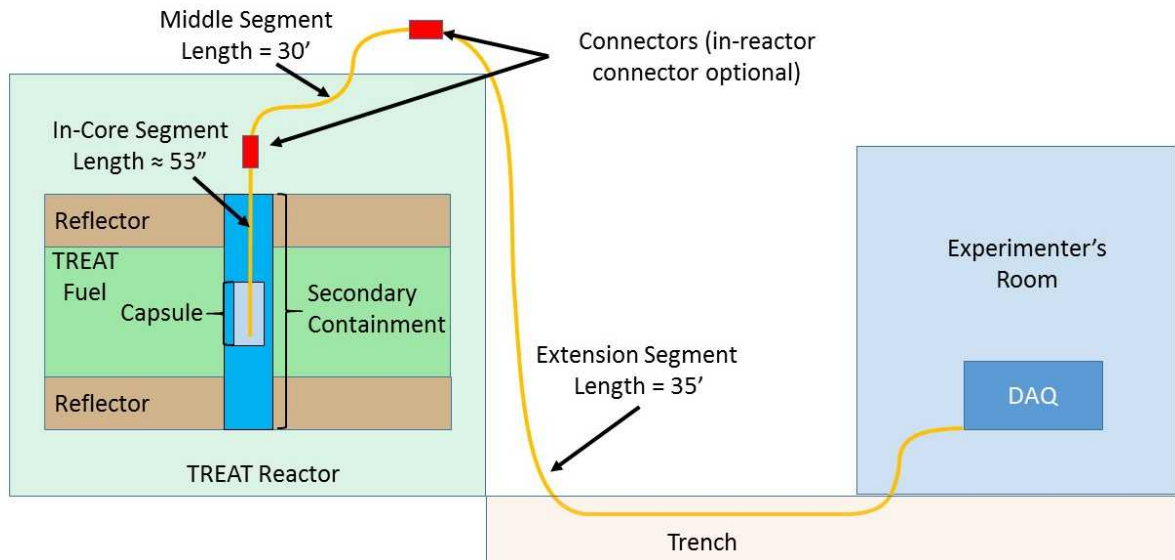 Middle Segment
Length = 30’
Connectors (in-reactor
connector optional)
In-Core Segment
Length ≈ 53”
Reflector
TREAT
Fuel
Capsule
Secondary
Containment
Reflector
TREAT Reactor
Extension Segment
Length = 35’
Experimenter’s
Room
DAQ
Trench